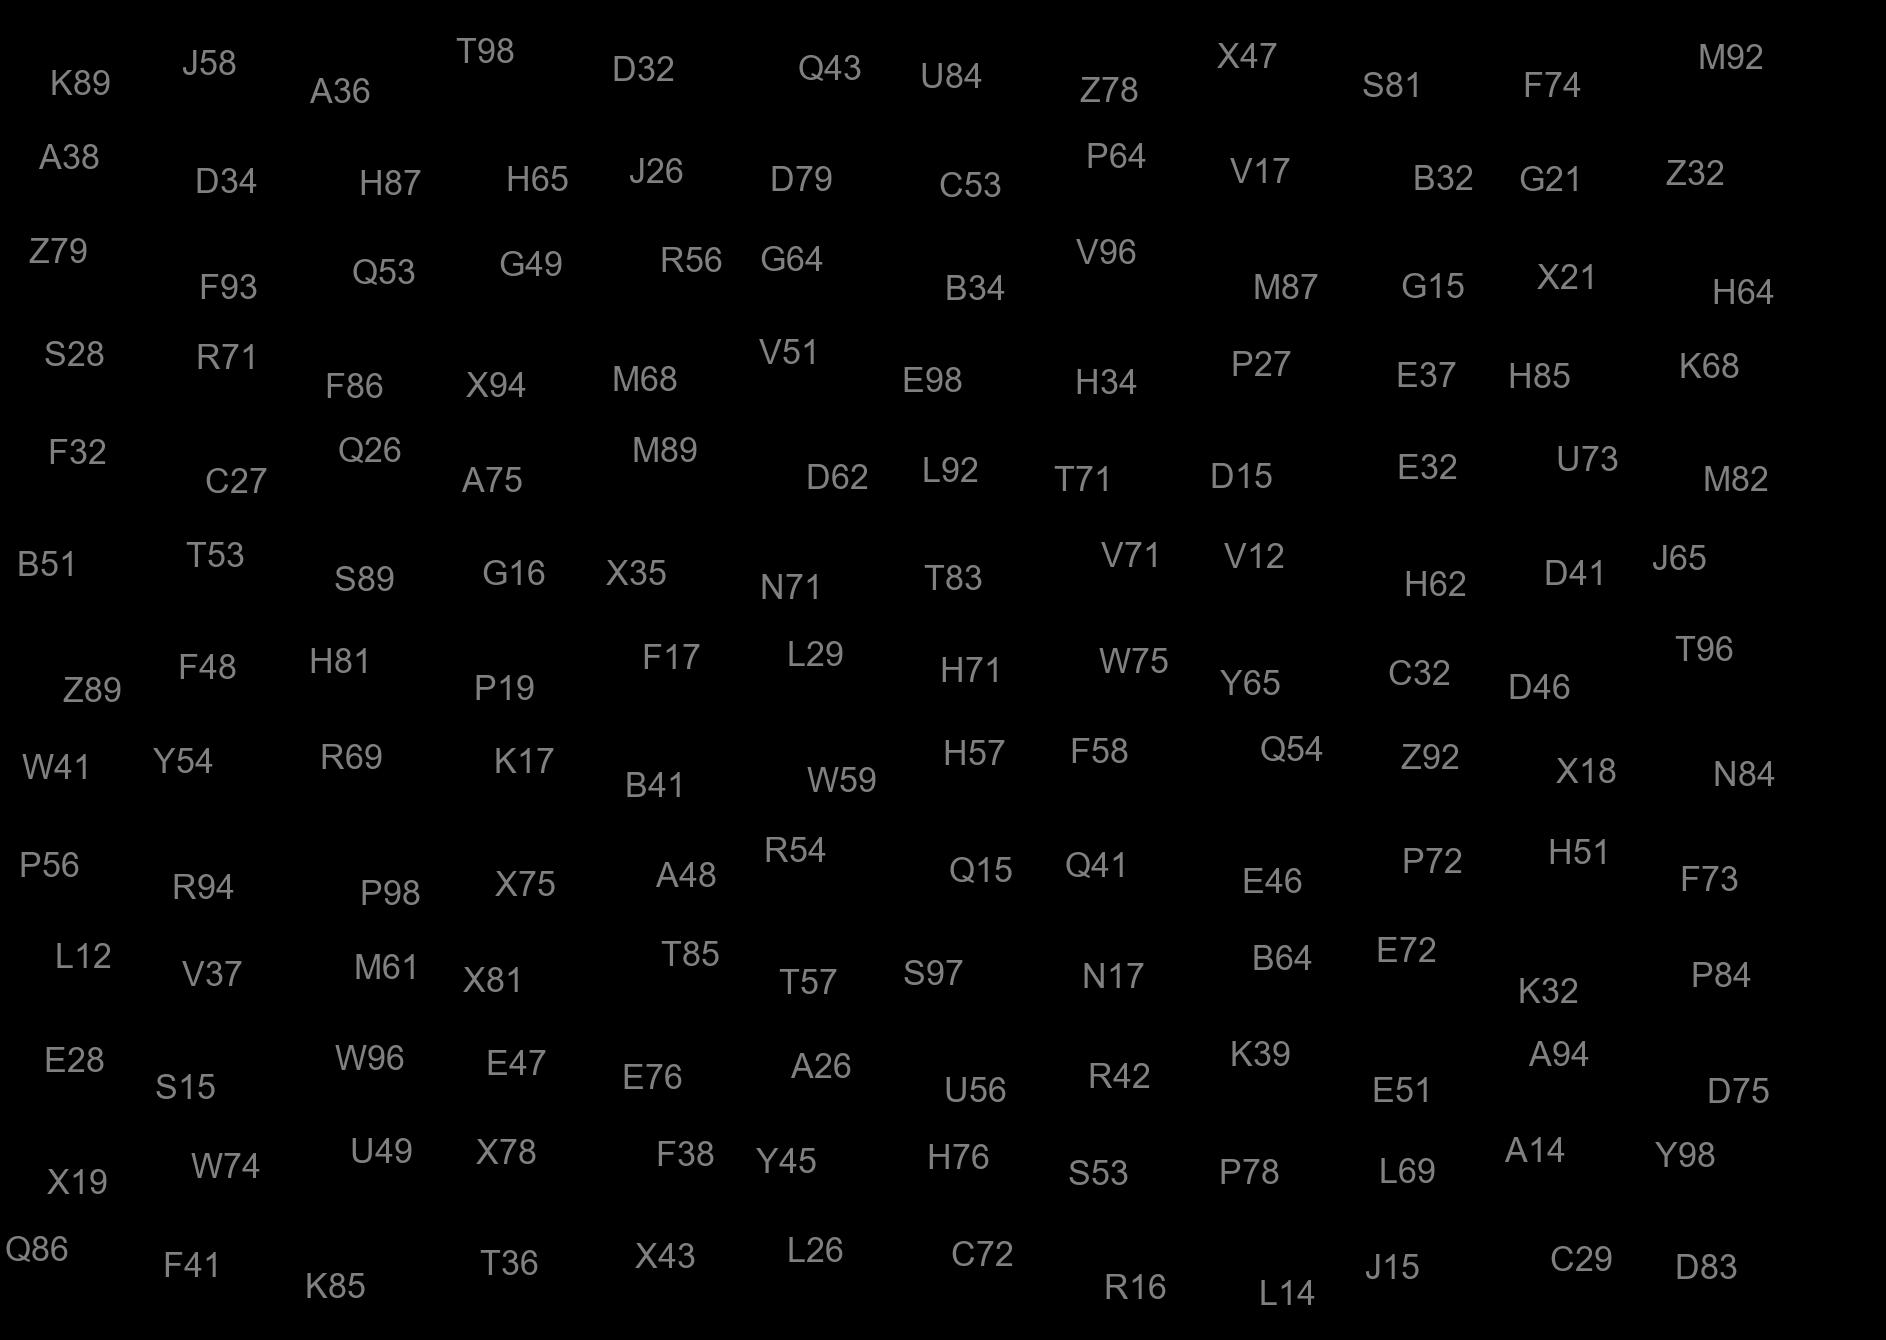 K89 J58 A36 T98 D32 Q43 U84 Z78 X47 S81 F74 M92
A38 D34 H87 H65 J26 D79 C53 P64 V17 B32 G21 Z32
Z79 F93 Q53 G49 R56 G64 B34 V96 M87 G15 X21 H64
S28 R71 F86 X94 M68 V51 E98 H34 P27 E37 H85 K68
F32 C27 Q26 A75 M89 D62 L92 T71 D15 E32 U73 M82
B51 T53 S89 G16 X35 N71 T83 V71 V12 H62 D41 J65
Z89 F48 H81 P19 F17 L29 H71 W75 Y65 C32 D46 T96
W41 Y54 R69 K17 B41 W59 H57 F58 Q54 Z92 X18 N84
P56 R94 P98 X75 A48 R54 Q15 Q41 E46 P72 H51 F73
L12 V37 M61 X81 T85 T57 S97 N17 B64 E72 K32 P84
E28 S15 W96 E47 E76 A26 U56 R42 K39 E51 A94 D75
X19 W74 U49 X78 F38 Y45 H76 S53 P78 L69 A14 Y98
Q86 F41 K85 T36 X43 L26 C72 R16 L14 J15 C29 D83